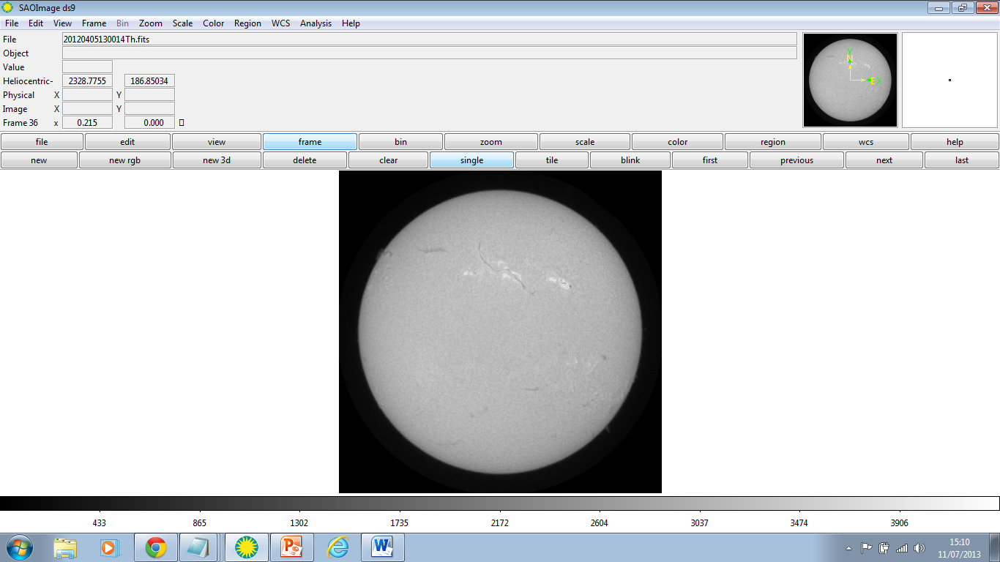 SAOImage ds9
File Edit View Frame Bin Zoom Scale Color Region WCS Analysis Help
File 20120405130014Th.fits
Object
Value
Heliocentric- 2328.7755 186.85034
Physical X Y
Image X Y
Frame 36 x 0.215 0.000
N
Y
E X
file edit view frame bin zoom scale color region wcs help
new new rgb new 3d delete clear single tile blink first previous next last
433 865 1302 1735 2172 2604 3037 3474 3906
15:10
11/07/2013